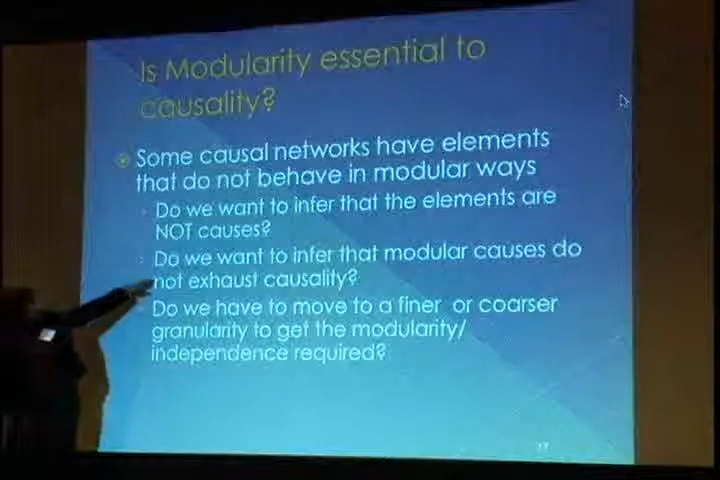 Is Modularity essential to
causality?
Some causal networks have elements
that do not behave in modular ways
Do we want to infer that the elements are
NOT causes?
Do we want to infer that modular causes do
not exhaust causality?
Do we have to move to a finer or coarser
granularity to get the modularity/
independence required?